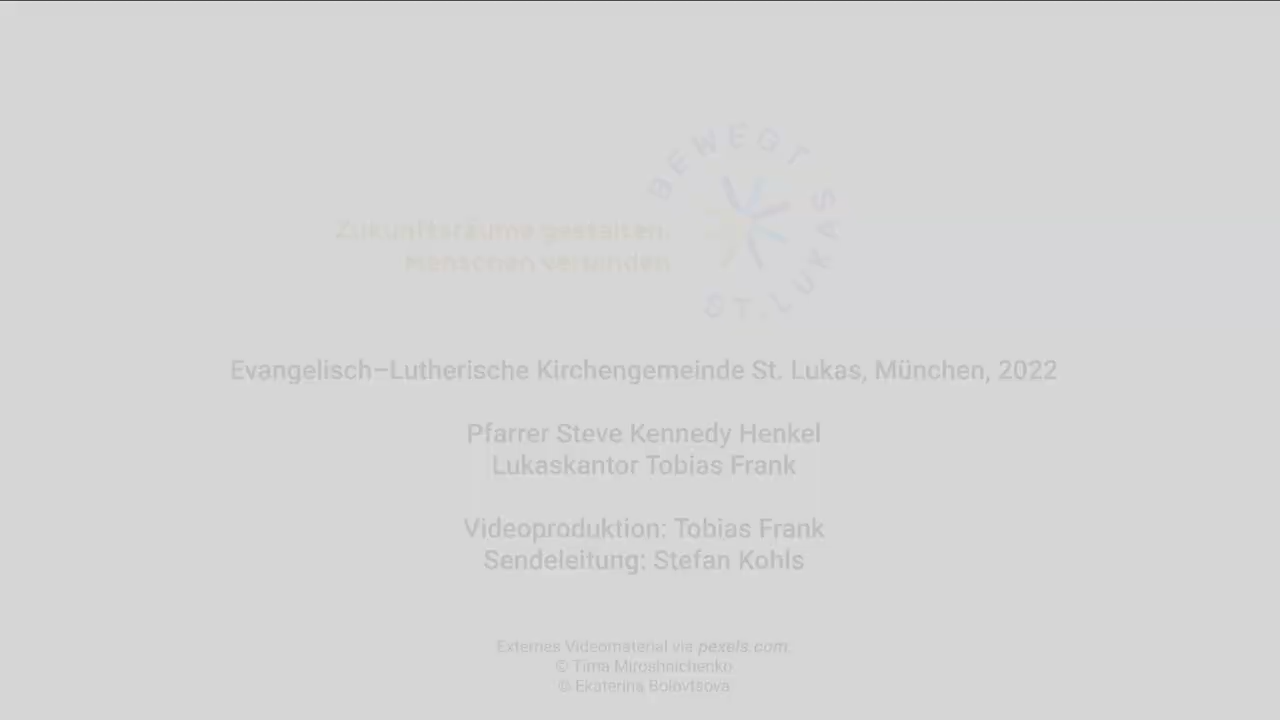 BEWEGT
ST. LUKAS
Zukunftsräume gestalten.
Menschen verbinden
Evangelisch–Lutherische Kirchengemeinde St. Lukas, München, 2022
Pfarrer Steve Kennedy Henkel
Lukaskantor Tobias Frank
Videoproduktion: Tobias Frank
Sendeleitung: Stefan Kohls
Externes Videomaterial via pexels.com.
© Tima Miroshnichenko
© Ekaterina Bolovtsova